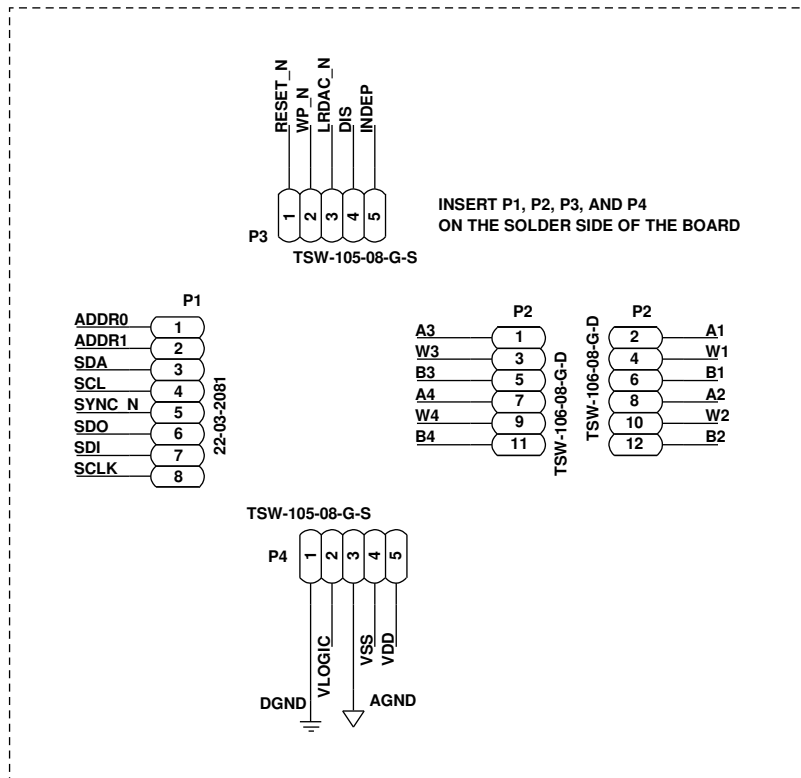 RESET_N
WP_N
LRDAC_N
DIS
INDEP
1
2
3
4
5
P3
TSW-105-08-G-S
INSERT P1, P2, P3, AND P4
ON THE SOLDER SIDE OF THE BOARD
P1
ADDR0 1
ADDR1 2
SDA 3
SCL 4
SYNC_N 5
SDO 6
SDI 7
SCLK 8
22-03-2081
P2
A3 1
W3 3
B3 5
A4 7
W4 9
B4 11
TSW-106-08-G-D
P2
2 A1
4 W1
6 B1
8 A2
10 W2
12 B2
TSW-106-08-G-D
TSW-105-08-G-S
P4
1
2
3
4
5
VLOGIC
VSS
VDD
DGND
AGND